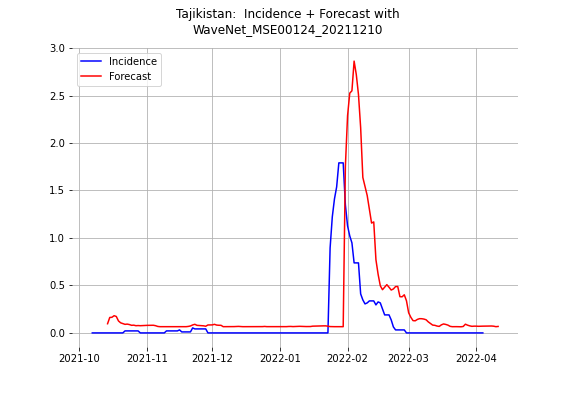 Tajikistan:  Incidence + Forecast with
WaveNet_MSE00124_20211210
Incidence
Forecast
3.0
2.5
2.0
1.5
1.0
0.5
0.0
2021-10 2021-11 2021-12 2022-01 2022-02 2022-03 2022-04